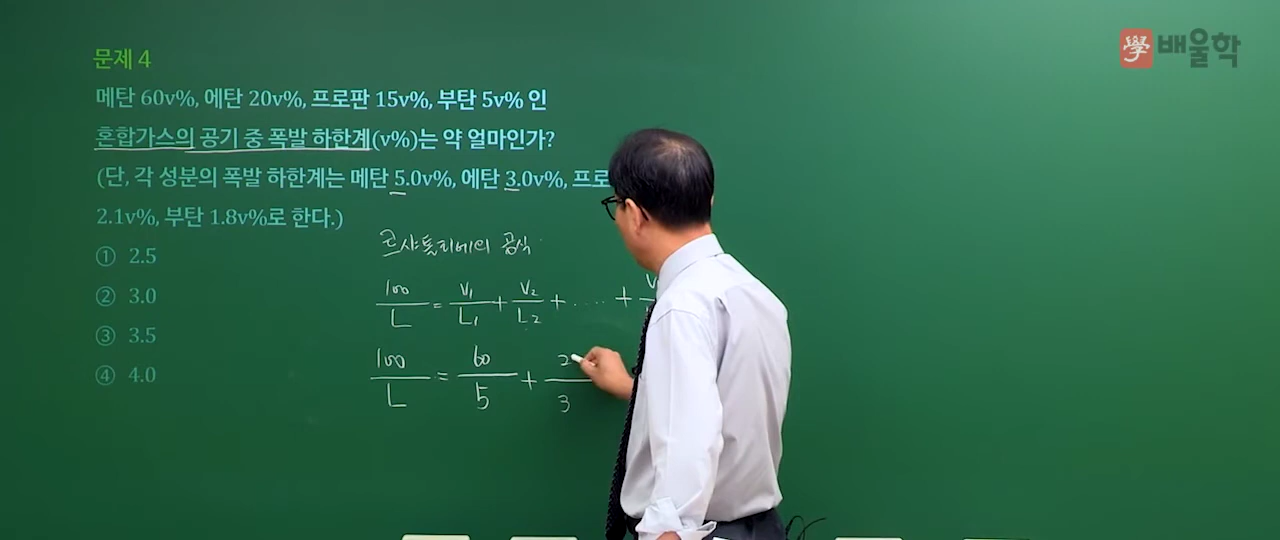 學 배울학
문제 4
메탄 60v%, 에탄 20v%, 프로판 15v%, 부탄 5v% 인
혼합가스의 공기 중 폭발 하한계(v%)는 약 얼마인가?
(단, 각 성분의 폭발 하한계는 메탄 5.0v%, 에탄 3.0v%, 프로
2.1v%, 부탄 1.8v%로 한다.)
① 2.5
② 3.0
③ 3.5
④ 4.0
르샤틀리에의 공식
100/L = V₁/L₁ + V₂/L₂ + ..... + V
100/L = 60/5 + 2/3